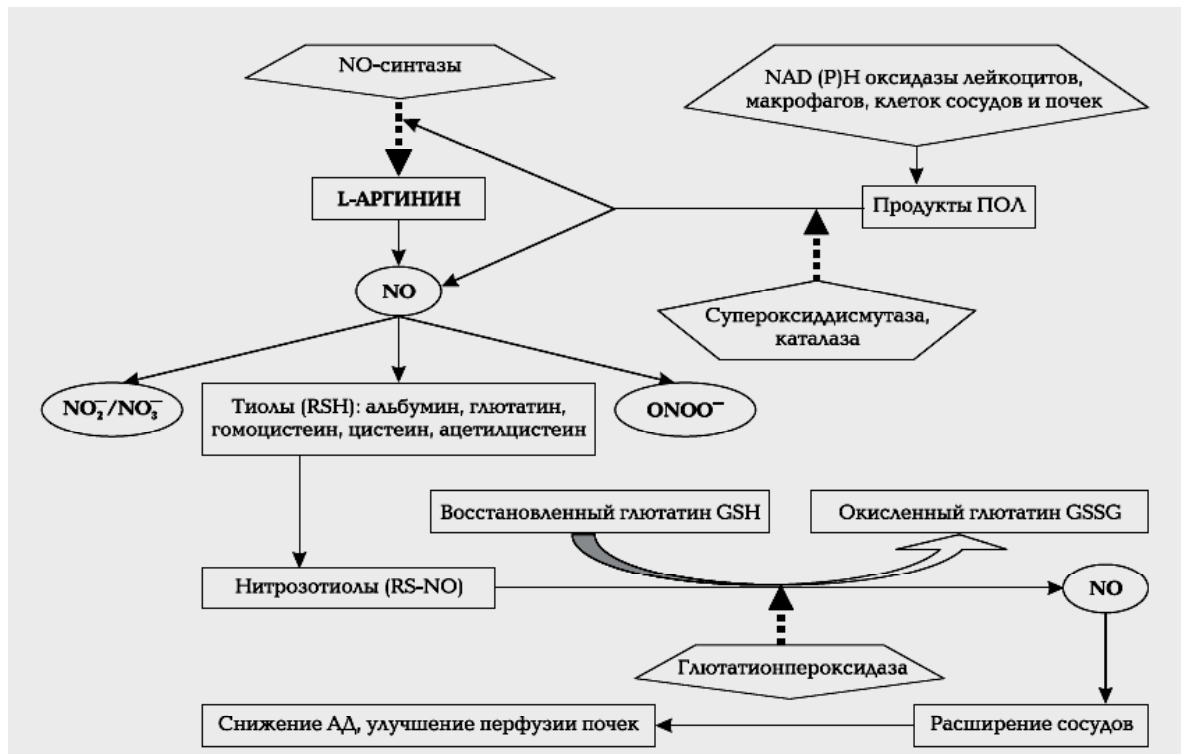 NO-синтазы
NAD (P)H оксидазы лейкоцитов,
макрофагов, клеток сосудов и почек
L-АРГИНИН
Продукты ПОЛ
NO
Супероксиддисмутаза,
каталаза
NO₂⁻/NO₃⁻
Тиолы (RSH): альбумин, глютатин,
гомоцистеин, цистеин, ацетилцистеин
ONOO⁻
Восстановленный глютатин GSH
Окисленный глютатин GSSG
Нитрозотиолы (RS-NO)
NO
Глютатионпероксидаза
Снижение АД, улучшение перфузии почек
Расширение сосудов